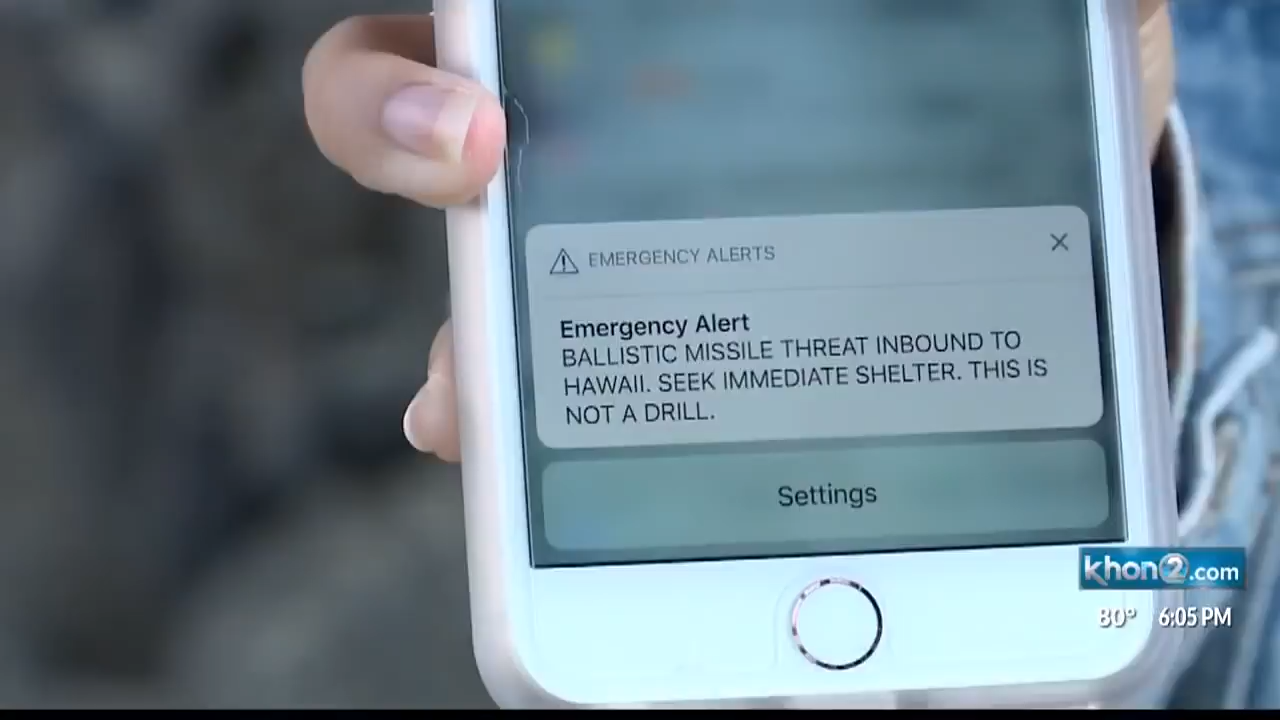 EMERGENCY ALERTS
Emergency Alert
BALLISTIC MISSILE THREAT INBOUND TO
HAWAII. SEEK IMMEDIATE SHELTER. THIS IS
NOT A DRILL.
Settings
khon2.com
80° 6:05 PM